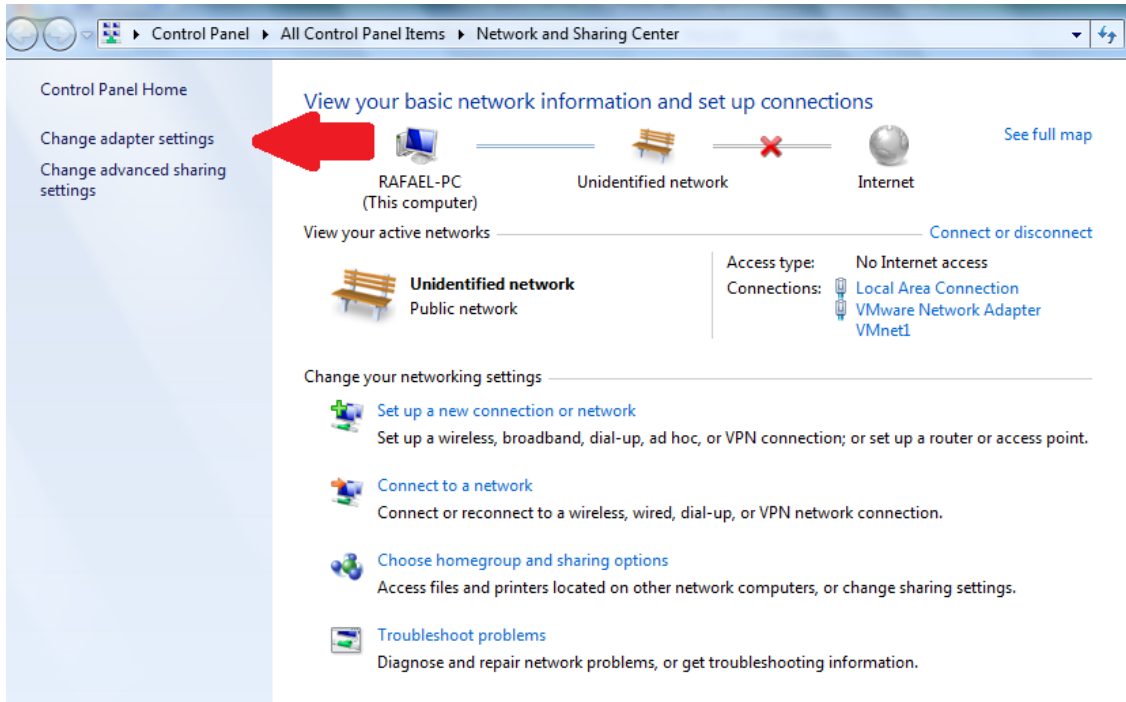 Control Panel ▸ All Control Panel Items ▸ Network and Sharing Center
Control Panel Home
Change adapter settings
Change advanced sharing
settings
View your basic network information and set up connections
See full map
RAFAEL-PC
(This computer)
Unidentified network
Internet
View your active networks
Connect or disconnect
Unidentified network
Public network
Access type: No Internet access
Connections: Local Area Connection
VMware Network Adapter
VMnet1
Change your networking settings
Set up a new connection or network
Set up a wireless, broadband, dial-up, ad hoc, or VPN connection; or set up a router or access point.
Connect to a network
Connect or reconnect to a wireless, wired, dial-up, or VPN network connection.
Choose homegroup and sharing options
Access files and printers located on other network computers, or change sharing settings.
Troubleshoot problems
Diagnose and repair network problems, or get troubleshooting information.